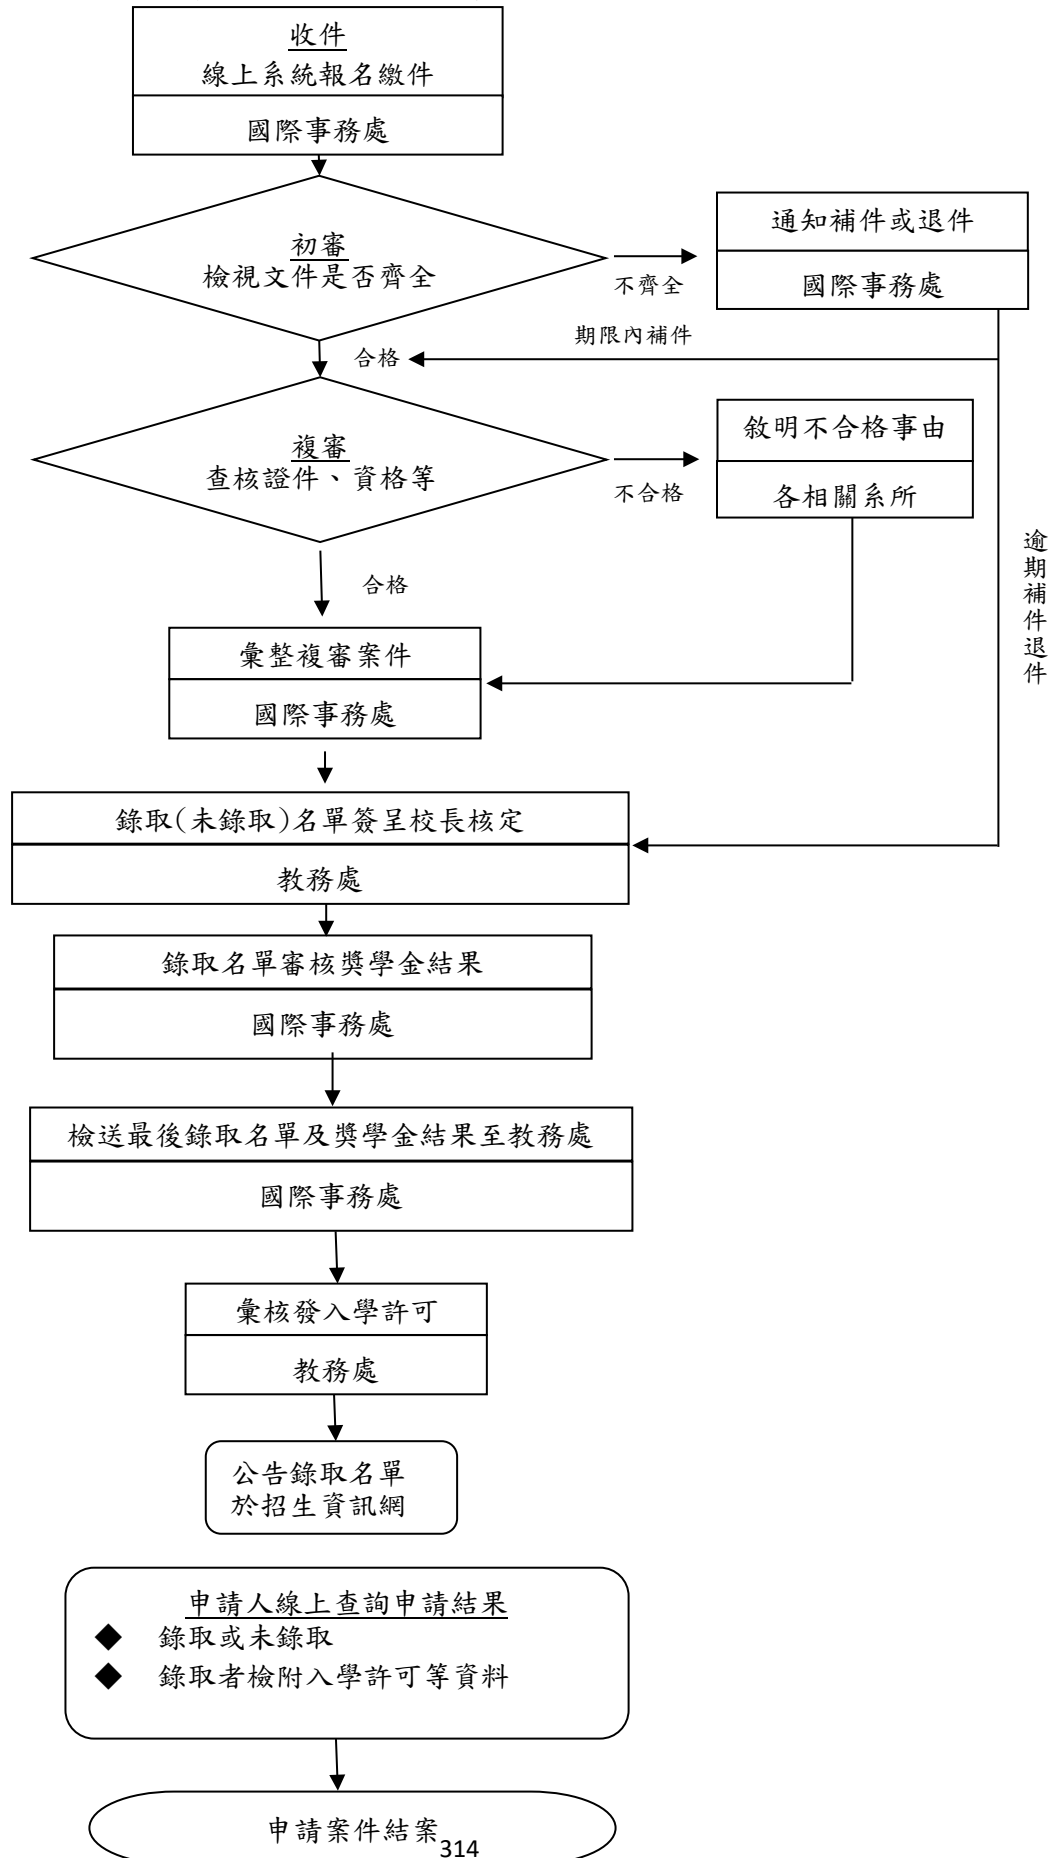 收件
線上系統報名繳件
國際事務處
初審
檢視文件是否齊全
不齊全
通知補件或退件
國際事務處
期限內補件
合格
複審
查核證件、資格等
不合格
敘明不合格事由
各相關系所
逾期補件退件
合格
彙整複審案件
國際事務處
錄取(未錄取)名單簽呈校長核定
教務處
錄取名單審核獎學金結果
國際事務處
檢送最後錄取名單及獎學金結果至教務處
國際事務處
彙核發入學許可
教務處
公告錄取名單
於招生資訊網
申請人線上查詢申請結果
◆ 錄取或未錄取
◆ 錄取者檢附入學許可等資料
申請案件結案
314